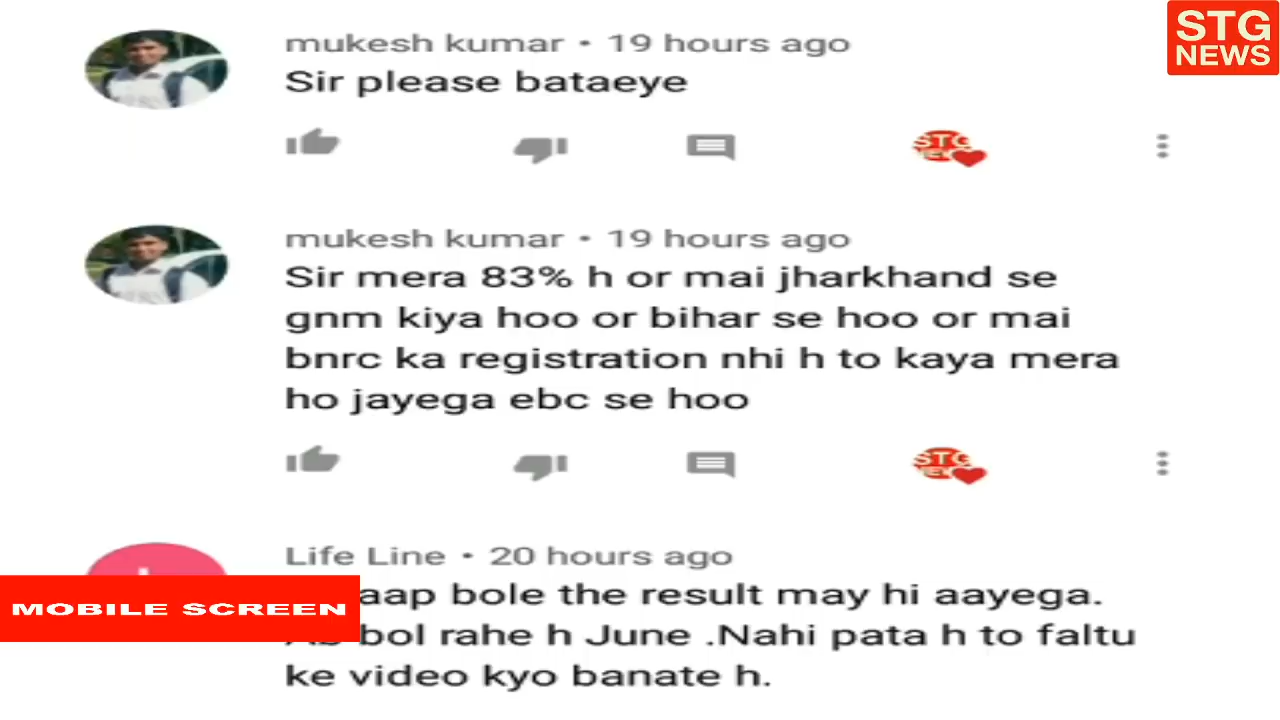 STG
NEWS
mukesh kumar • 19 hours ago
Sir please bataeye
STG
mukesh kumar • 19 hours ago
Sir mera 83% h or mai jharkhand se
gnm kiya hoo or bihar se hoo or mai
bnrc ka registration nhi h to kaya mera
ho jayega ebc se hoo
STG
Life Line • 20 hours ago
aap bole the result may hi aayega.
MOBILE SCREEN
bol rahe h June .Nahi pata h to faltu
ke video kyo banate h.